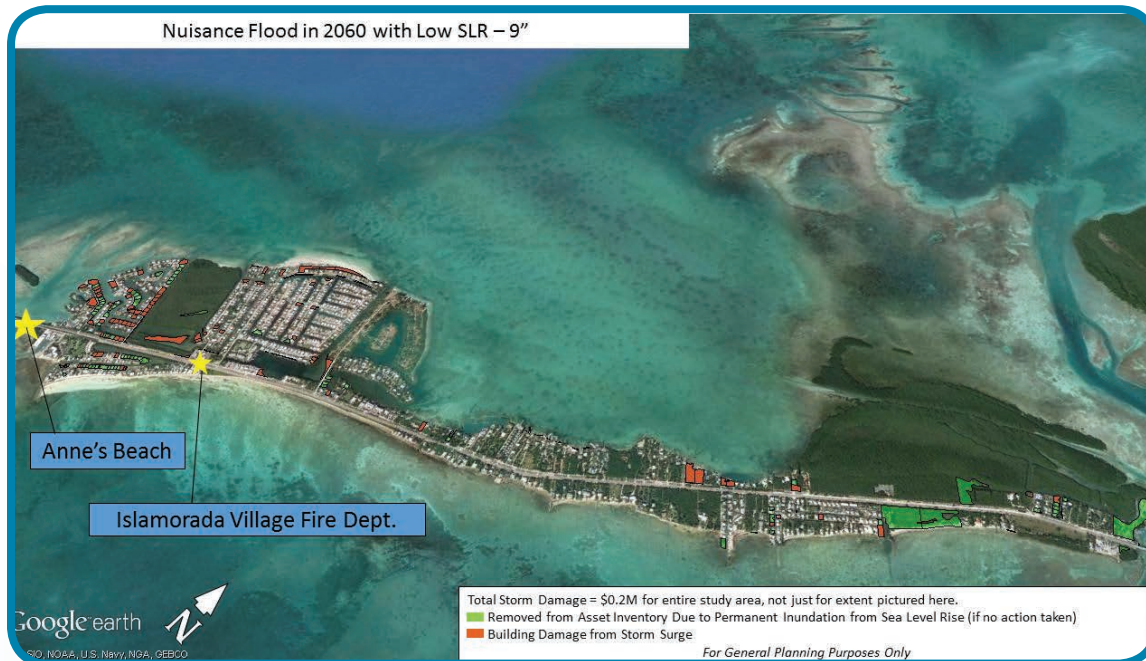 Nuisance Flood in 2060 with Low SLR – 9”
Anne’s Beach
Islamorada Village Fire Dept.
Total Storm Damage = $0.2M for entire study area, not just for extent pictured here.
Removed from Asset Inventory Due to Permanent Inundation from Sea Level Rise (if no action taken)
Building Damage from Storm Surge
For General Planning Purposes Only
Google earth
N
SIO, NOAA, U.S. Navy, NGA, GEBCO